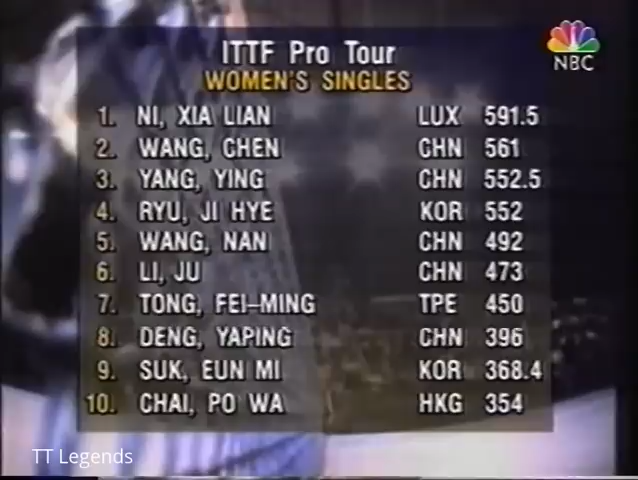 ITTF Pro Tour
NBC
WOMEN'S SINGLES
1. NI, XIA LIAN LUX 591.5
2. WANG, CHEN CHN 561
3. YANG, YING CHN 552.5
4. RYU, JI HYE KOR 552
5. WANG, NAN CHN 492
6. LI, JU CHN 473
7. TONG, FEI-MING TPE 450
8. DENG, YAPING CHN 396
9. SUK, EUN MI KOR 368.4
10. CHAI, PO WA HKG 354
TT Legends